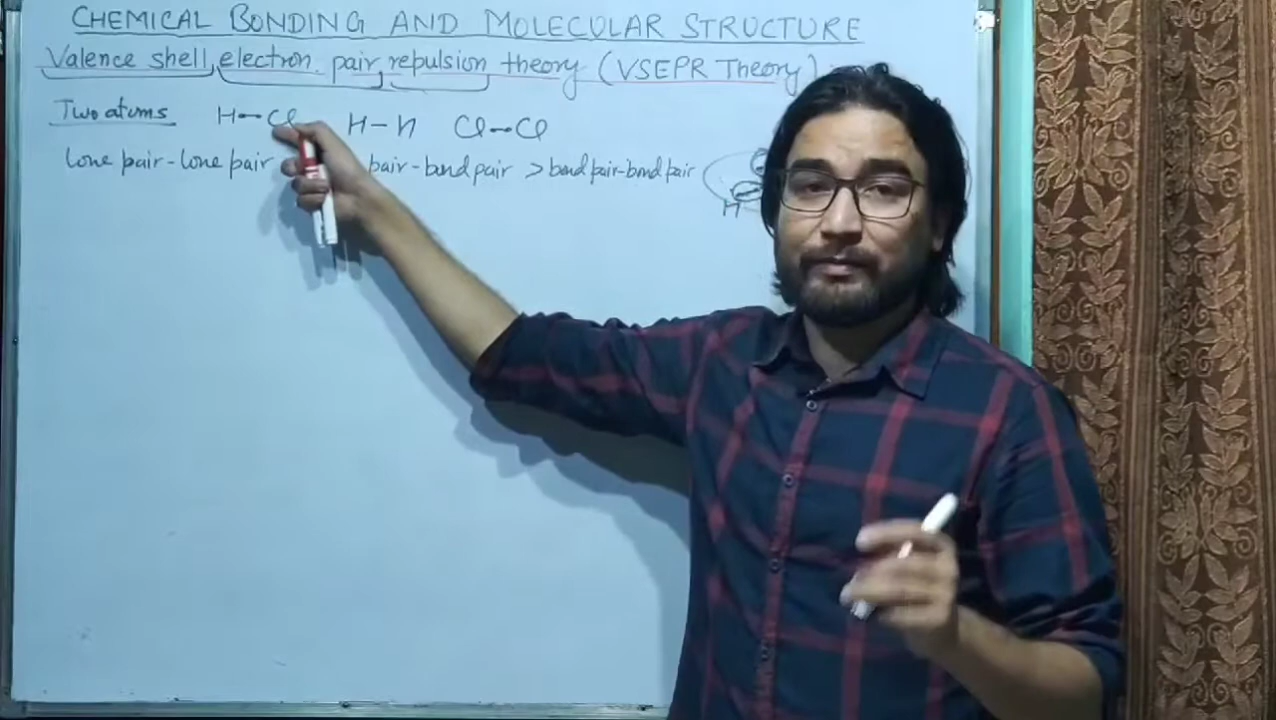 CHEMICAL BONDING AND MOLECULAR STRUCTURE
Valence shell electron pair repulsion theory (VSEPR Theory)
Two atoms H-Cl H-H Cl-Cl
lone pair-lone pair pair-bond pair > bond pair-bond pair
H